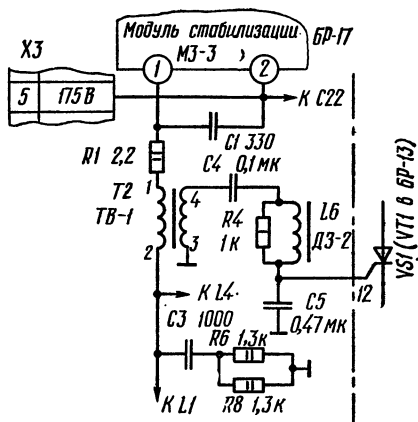 Модуль стабилизации
МЗ-3
БР-17
X3
1
2
5
П5В
К С22
С1 330
R1 2,2
С4
0,1 мк
1
Т2
4
ТВ-1
R4
1к
L6
ДЗ-2
2
3
VS1 (VT1 в БР-13)
К L4
С5
12
0,47 мк
С3 1000
R6 1,3к
К L1
R8 1,3к